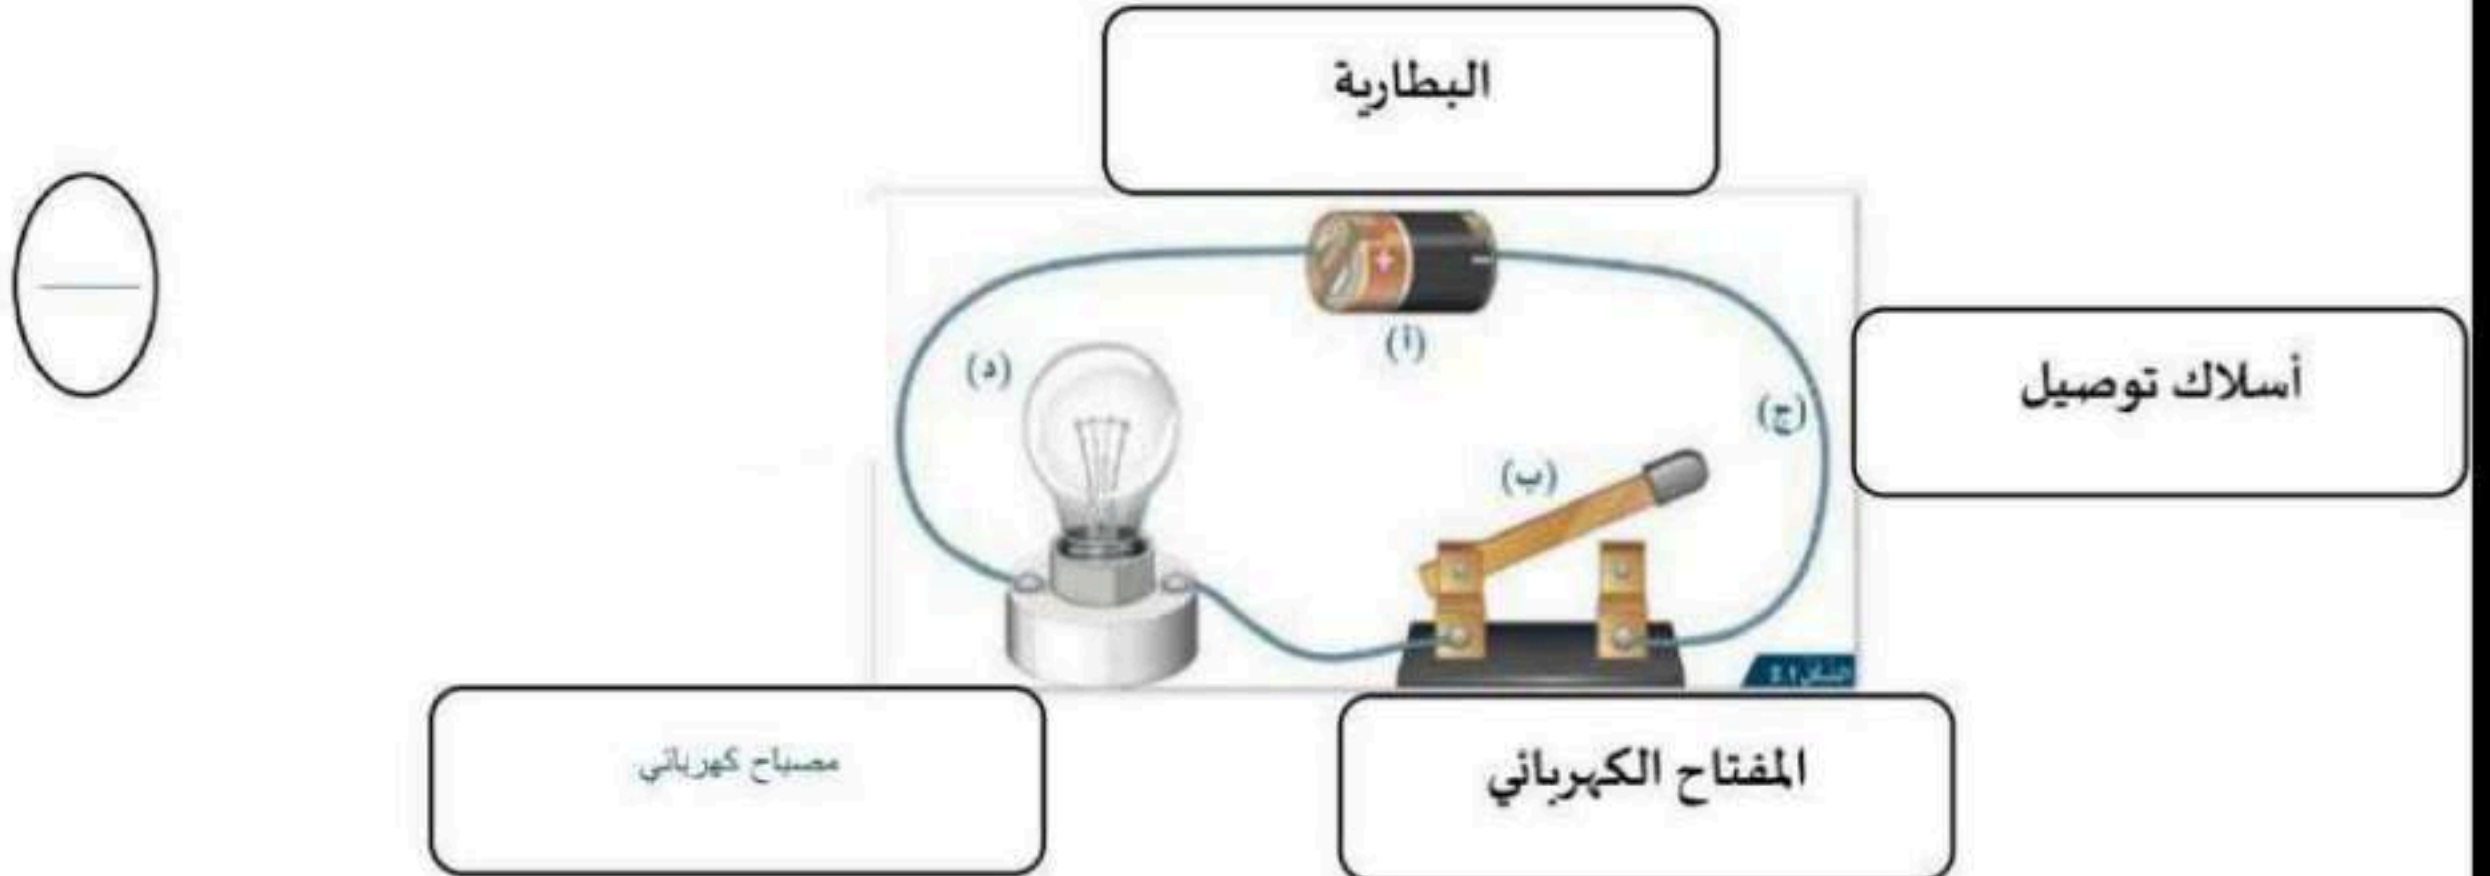 البطارية
+
-
(أ)
(د)
(ج)
أسلاك توصيل
(ب)
مصباح كهربائي
المفتاح الكهربائي